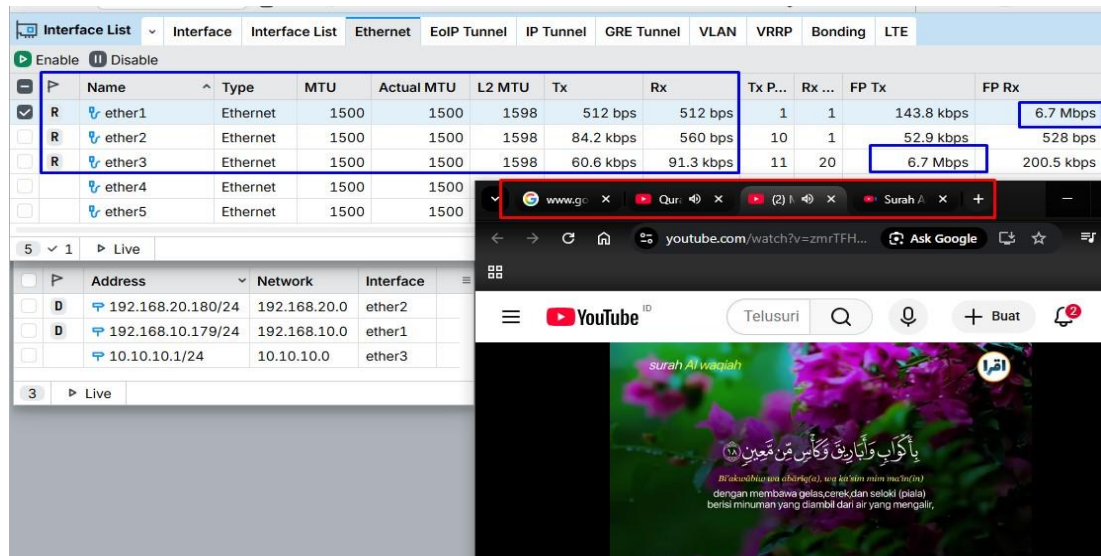 Interface List Interface Interface List Ethernet EoIP Tunnel IP Tunnel GRE Tunnel VLAN VRRP Bonding LTE
Enable Disable
Name Type MTU Actual MTU L2 MTU Tx Rx Tx P... Rx ... FP Tx FP Rx
R ether1 Ethernet 1500 1500 1598 512 bps 512 bps 1 1 143.8 kbps 6.7 Mbps
R ether2 Ethernet 1500 1500 1598 84.2 kbps 560 bps 10 1 52.9 kbps 528 bps
R ether3 Ethernet 1500 1500 1598 60.6 kbps 91.3 kbps 11 20 6.7 Mbps 200.5 kbps
ether4 Ethernet 1500 1500
ether5 Ethernet 1500 1500
5 1 Live
Address Network Interface
D 192.168.20.180/24 192.168.20.0 ether2
D 192.168.10.179/24 192.168.10.0 ether1
10.10.10.1/24 10.10.10.0 ether3
3 Live
www.go Qur (2) Surah A
youtube.com/watch?v=zmrTFH... Ask Google
YouTube ID Telusuri Buat 2
surah Al waqiah
اقرأ
بِأَكْوَابٍ وَأَبَارِيقَ وَكَأْسٍ مِّن مَّعِينٍ ١٨
Bi'akwābiw wa abārīq(a), wa ka'sim mim ma'īn(in)
dengan membawa gelas,cerek,dan seloki (piala)
berisi minuman yang diambil dari air yang mengalir,